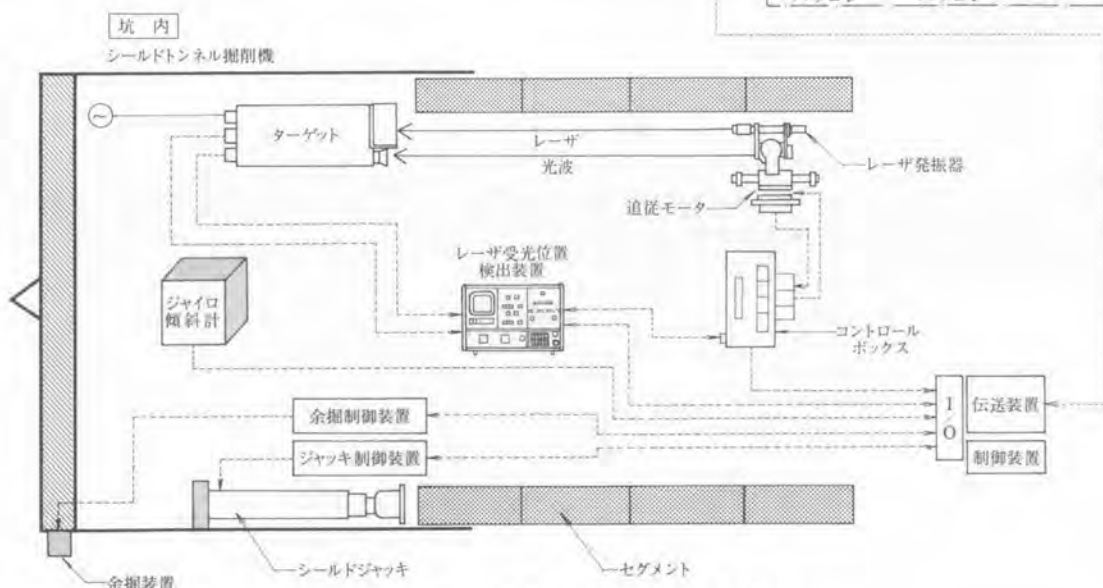 坑 内
シールドトンネル掘削機
ターゲット
レーザ
光波
レーザ発振器
追従モータ
レーザ受光位置
検出装置
ジャイロ
傾斜計
コントロール
ボックス
I/O
伝送装置
制御装置
余掘制御装置
ジャッキ制御装置
シールドジャッキ
セグメント
余掘装置